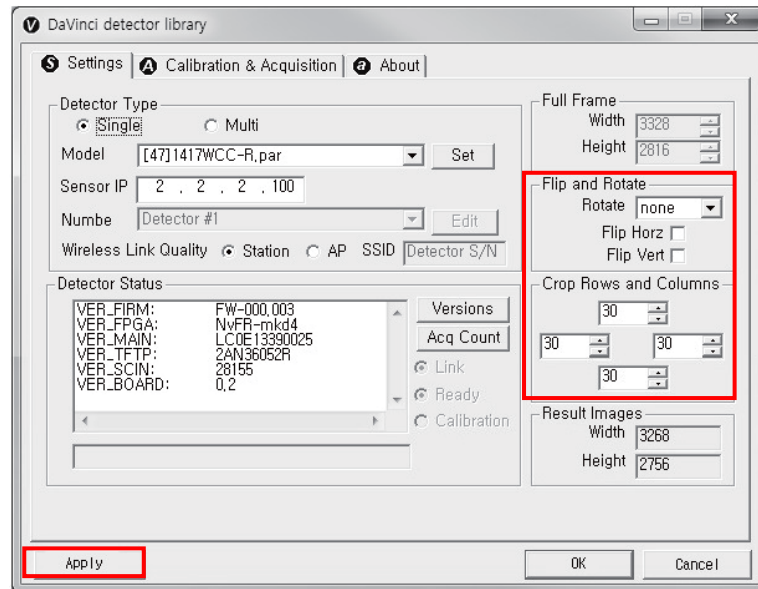 DaVinci detector library
Settings
Calibration & Acquisition
About
Detector Type
Single
Multi
Model
[47]1417WCC-R,par
Set
Sensor IP
2 . 2 . 2 . 100
Numbe
Detector #1
Edit
Wireless Link Quality
Station
AP
SSID
Detector S/N
Detector Status
VER_FIRM: FW-000,003
VER_FPGA: NvFR-mkd4
VER_MAIN: LC0E13390025
VER_TFTP: 2AN36052R
VER_SCIN: 28155
VER_BOARD: 0,2
Versions
Acq Count
Link
Ready
Calibration
Full Frame
Width 3328
Height 2816
Flip and Rotate
Rotate none
Flip Horz
Flip Vert
Crop Rows and Columns
30
30 30
30
Result Images
Width 3268
Height 2756
Apply
OK
Cancel